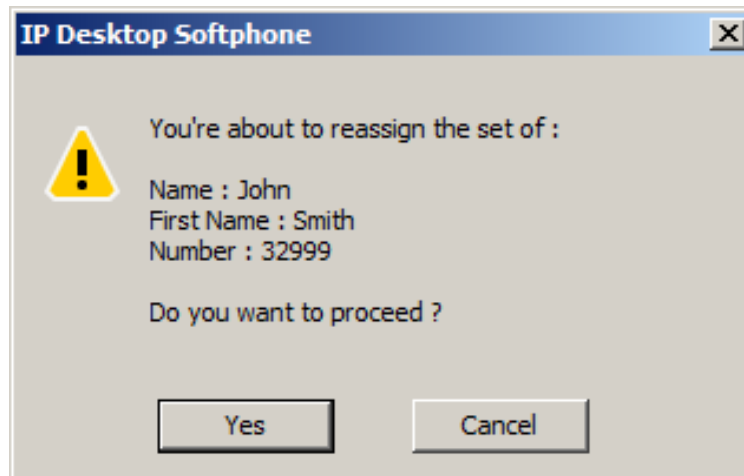 IP Desktop Softphone
You're about to reassign the set of :
Name : John
First Name : Smith
Number : 32999
Do you want to proceed ?
Yes
Cancel